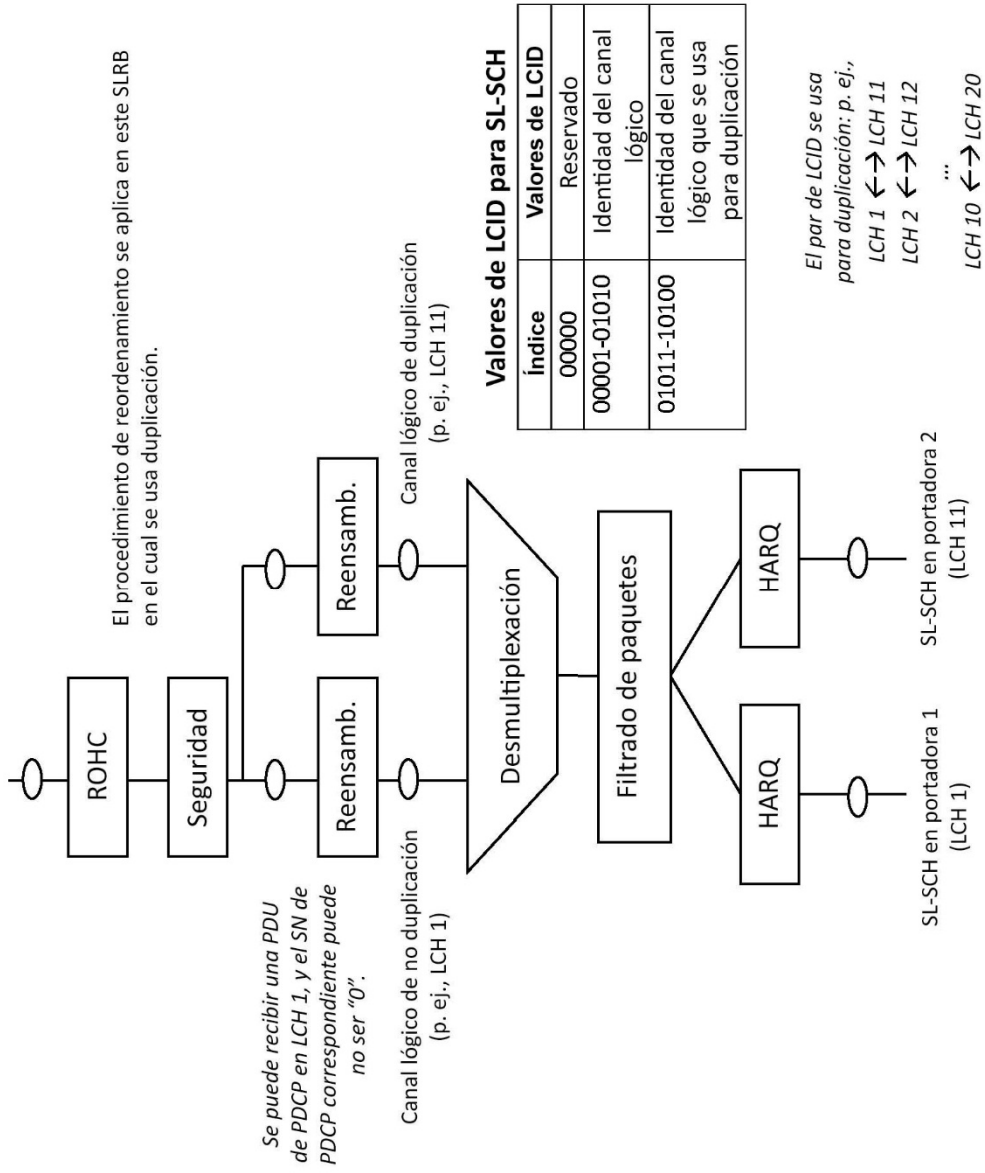 El procedimiento de reordenamiento se aplica en este SLRB
en el cual se usa duplicación.
ROHC
Seguridad
Se puede recibir una PDU
de PDCP en LCH 1, y el SN de
PDCP correspondiente puede
no ser “0”.
Reensamb.
Reensamb.
Canal lógico de no duplicación
(p. ej., LCH 1)
Canal lógico de duplicación
(p. ej., LCH 11)
Desmultiplexación
Filtrado de paquetes
HARQ
HARQ
SL-SCH en portadora 1
(LCH 1)
SL-SCH en portadora 2
(LCH 11)
Valores de LCID para SL-SCH
Índice Valores de LCID
00000 Reservado
00001-01010 Identidad del canal
lógico
01011-10100 Identidad del canal
lógico que se usa
para duplicación
El par de LCID se usa
para duplicación: p. ej.,
LCH 1 ←→ LCH 11
LCH 2 ←→ LCH 12
...
LCH 10 ←→ LCH 20